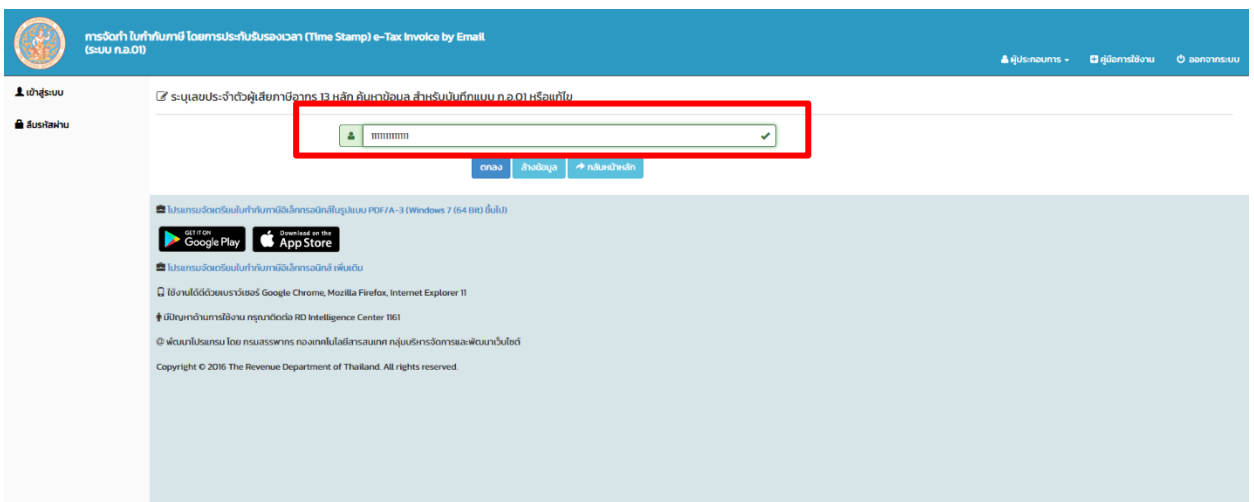 การจัดทำ ใบกำกับภาษี โดยการประทับรับรองเวลา (Time Stamp) e-Tax Invoice by Email
(ระบบ ก.อ.01)
ผู้ประกอบการ
คู่มือการใช้งาน
ออกจากระบบ
เข้าสู่ระบบ
ลืมรหัสผ่าน
ระบุเลขประจำตัวผู้เสียภาษีอากร 13 หลัก ค้นหาข้อมูล สำหรับบันทึกแบบ ก.อ.01 หรือแก้ไข
1111111111111
ตกลง
ล้างข้อมูล
กลับหน้าหลัก
โปรแกรมจัดเตรียมใบกำกับภาษีอิเล็กทรอนิกส์ในรูปแบบ PDF/A-3 (Windows 7 (64 Bit) ขึ้นไป)
GET IT ON
Google Play
Download on the
App Store
โปรแกรมจัดเตรียมใบกำกับภาษีอิเล็กทรอนิกส์ เพิ่มเติม
ใช้งานได้ดีด้วยเบราว์เซอร์ Google Chrome, Mozilla Firefox, Internet Explorer 11
มีปัญหาด้านการใช้งาน กรุณาติดต่อ RD Intelligence Center 1161
@ พัฒนาโปรแกรม โดย กรมสรรพากร กองเทคโนโลยีสารสนเทศ กลุ่มบริหารจัดการและพัฒนาเว็บไซต์
Copyright © 2016 The Revenue Department of Thailand. All rights reserved.